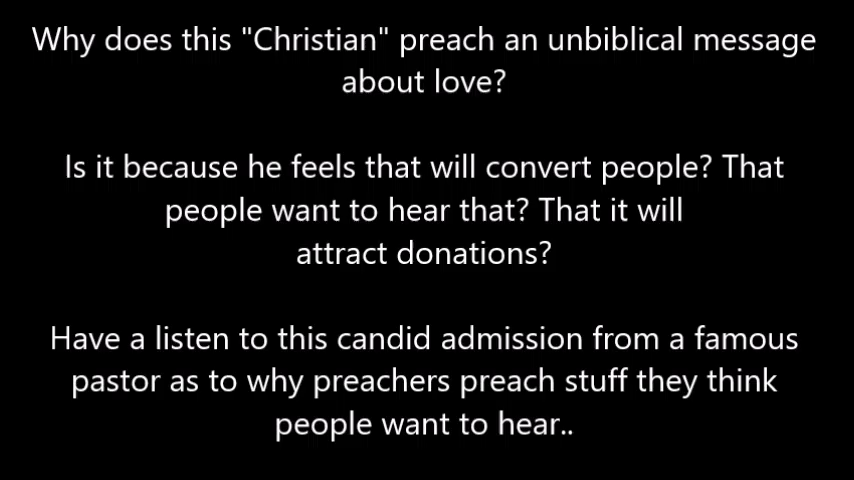 Why does this "Christian" preach an unbiblical message
about love?
Is it because he feels that will convert people? That
people want to hear that? That it will
attract donations?
Have a listen to this candid admission from a famous
pastor as to why preachers preach stuff they think
people want to hear..